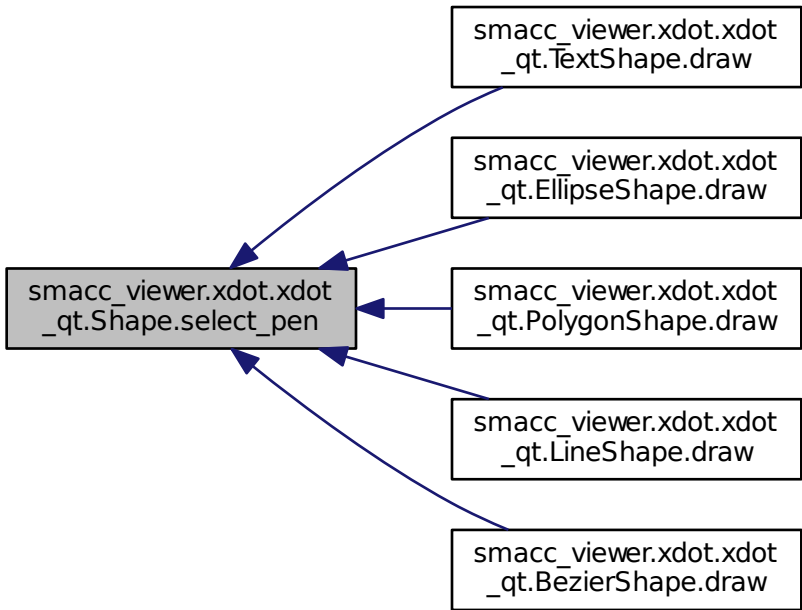 smacc_viewer.xdot.xdot
_qt.TextShape.draw
smacc_viewer.xdot.xdot
_qt.EllipseShape.draw
smacc_viewer.xdot.xdot
_qt.Shape.select_pen
smacc_viewer.xdot.xdot
_qt.PolygonShape.draw
smacc_viewer.xdot.xdot
_qt.LineShape.draw
smacc_viewer.xdot.xdot
_qt.BezierShape.draw